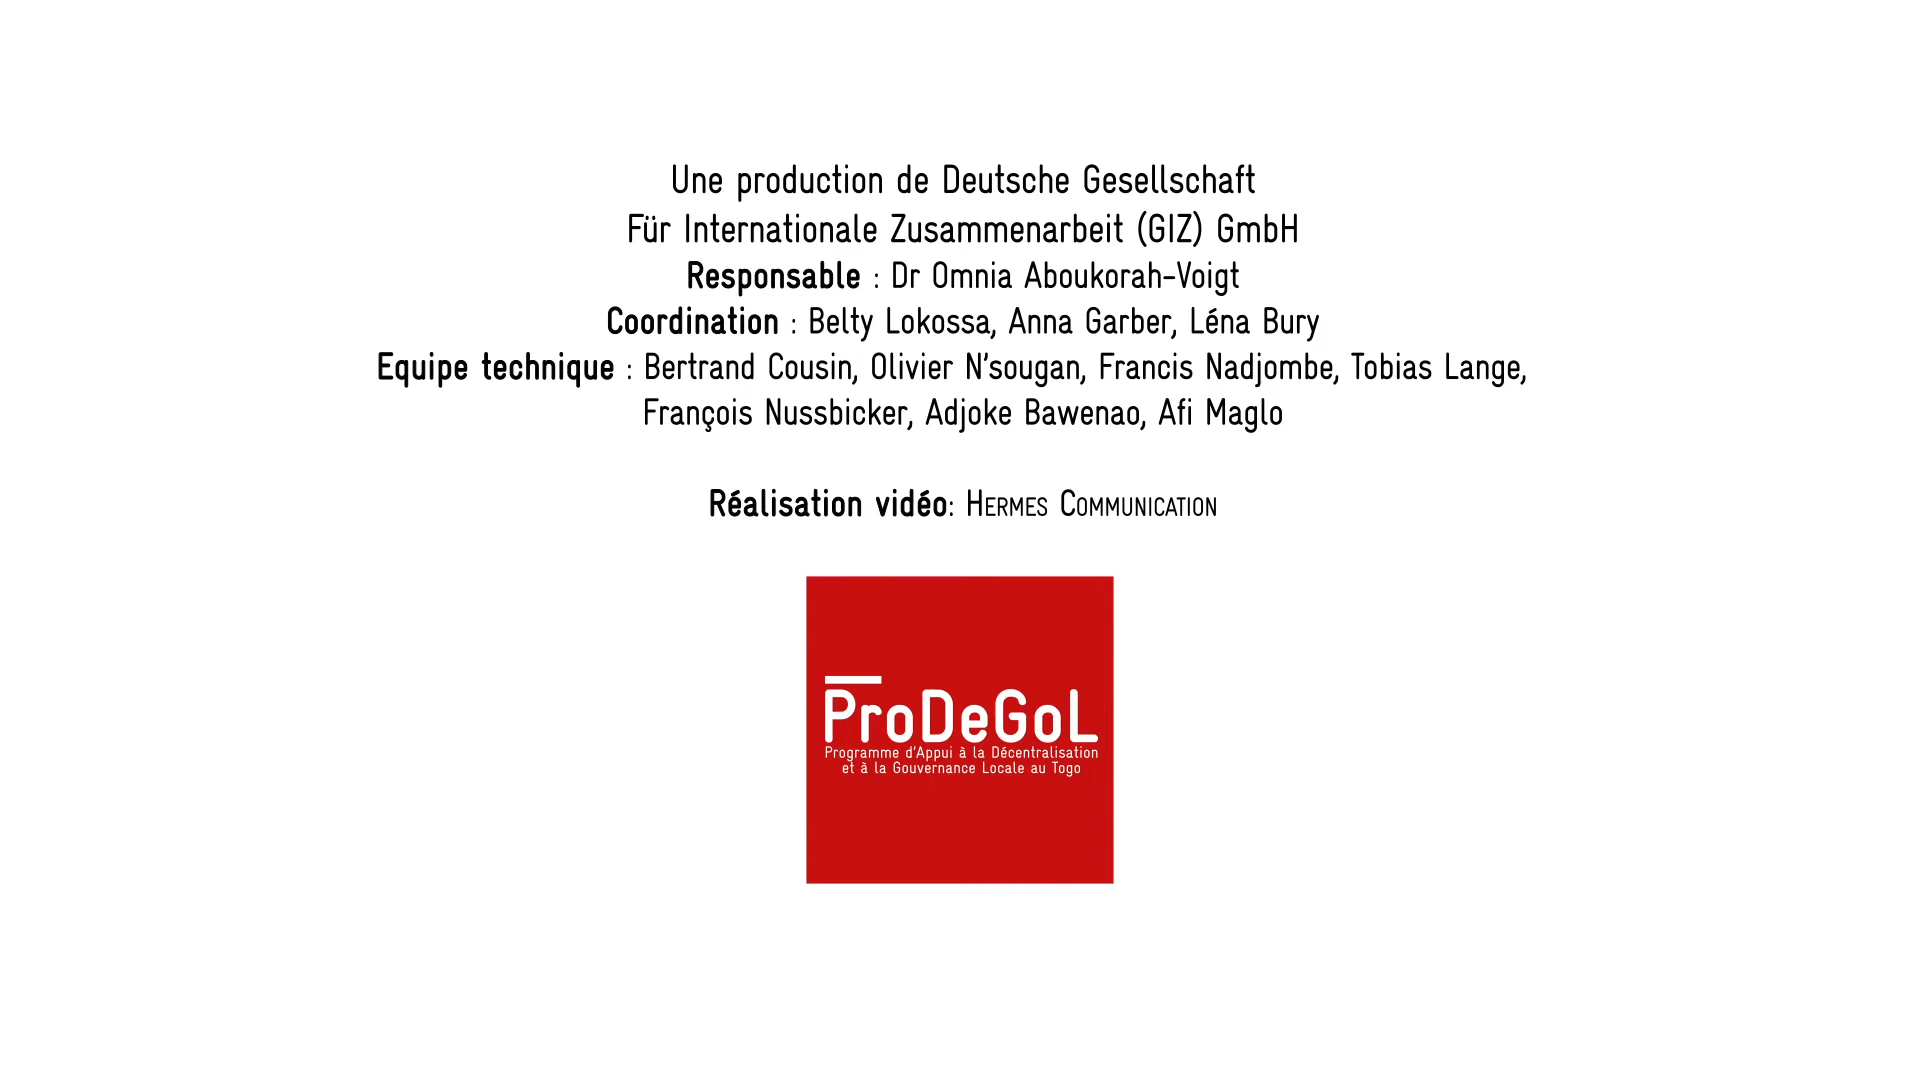 Une production de Deutsche Gesellschaft
Für Internationale Zusammenarbeit (GIZ) GmbH
Responsable : Dr Omnia Aboukorah-Voigt
Coordination : Belty Lokossa, Anna Garber, Léna Bury
Equipe technique : Bertrand Cousin, Olivier N’sougan, Francis Nadjombe, Tobias Lange,
François Nussbicker, Adjoke Bawenao, Afi Maglo
Réalisation vidéo: Hermes Communication
ProDeGoL
Programme d’Appui à la Décentralisation
et à la Gouvernance Locale au Togo